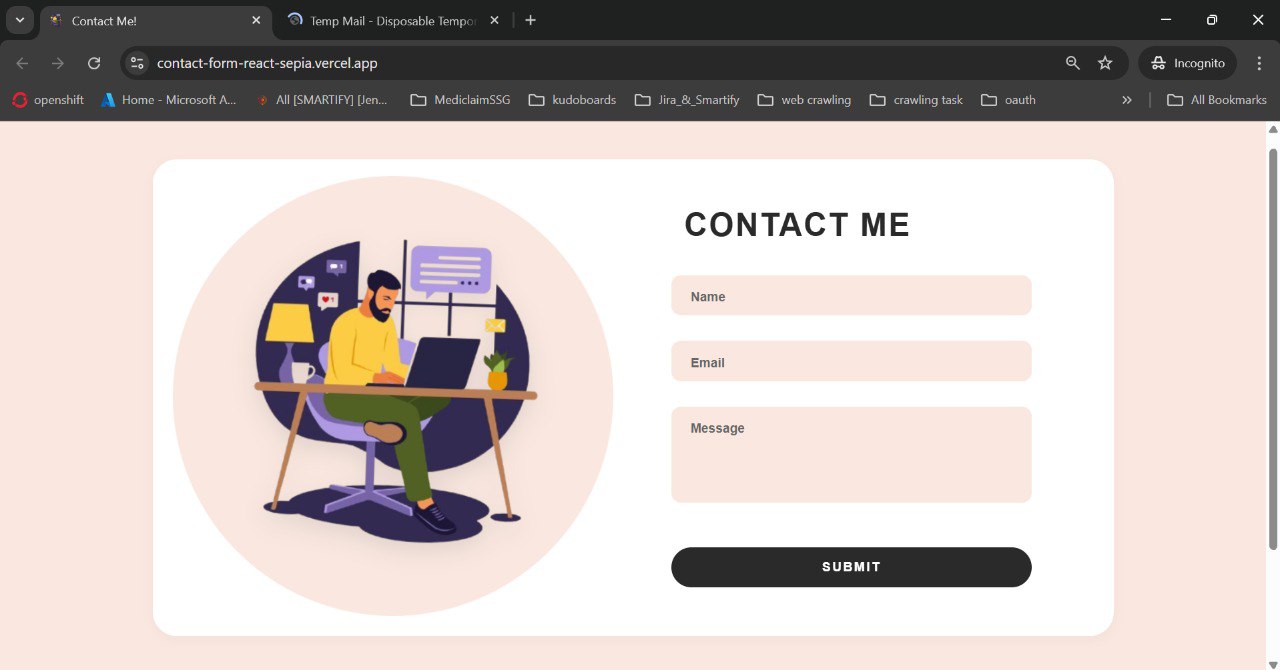 Contact Me!
Temp Mail - Disposable Tempor
contact-form-react-sepia.vercel.app
Incognito
openshift
Home - Microsoft A...
All [SMARTIFY] [Jen...
MediclaimSSG
kudoboards
Jira_&_Smartify
web crawling
crawling task
oauth
All Bookmarks
CONTACT ME
Name
Email
Message
SUBMIT